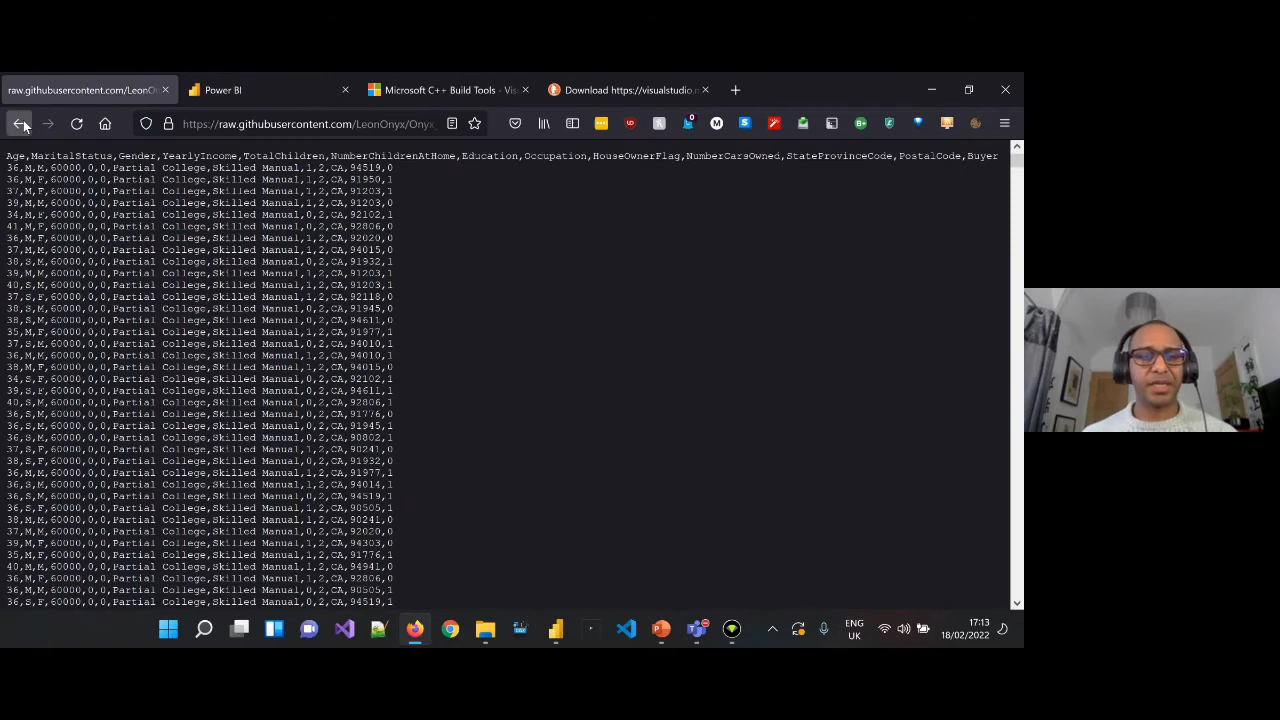 raw.githubusercontent.com/LeonO
Power BI
Microsoft C++ Build Tools - Vis
Download https://visualstudio.m
https://raw.githubusercontent.com/LeonOnyx/Onyx_
Age,MaritalStatus,Gender,YearlyIncome,TotalChildren,NumberChildrenAtHome,Education,Occupation,HouseOwnerFlag,NumberCarsOwned,StateProvinceCode,PostalCode,Buyer
36,M,M,60000,0,0,Partial College,Skilled Manual,1,2,CA,94519,0
36,M,F,60000,0,0,Partial College,Skilled Manual,1,2,CA,91950,1
37,M,M,60000,0,0,Partial College,Skilled Manual,1,2,CA,91203,1
39,M,M,60000,0,0,Partial College,Skilled Manual,1,2,CA,91203,0
34,M,F,60000,0,0,Partial College,Skilled Manual,0,2,CA,92102,1
41,M,F,60000,0,0,Partial College,Skilled Manual,0,2,CA,92806,0
36,M,F,60000,0,0,Partial College,Skilled Manual,1,2,CA,92020,0
37,M,M,60000,0,0,Partial College,Skilled Manual,1,2,CA,94015,0
38,S,M,60000,0,0,Partial College,Skilled Manual,0,2,CA,91932,0
39,M,M,60000,0,0,Partial College,Skilled Manual,1,2,CA,91203,1
40,S,M,60000,0,0,Partial College,Skilled Manual,1,2,CA,91203,1
37,S,F,60000,0,0,Partial College,Skilled Manual,1,2,CA,92118,0
38,S,M,60000,0,0,Partial College,Skilled Manual,1,2,CA,91945,0
38,S,M,60000,0,0,Partial College,Skilled Manual,0,2,CA,94611,0
35,M,F,60000,0,0,Partial College,Skilled Manual,1,2,CA,91977,1
37,S,M,60000,0,0,Partial College,Skilled Manual,0,2,CA,94010,0
36,M,M,60000,0,0,Partial College,Skilled Manual,1,2,CA,94010,1
38,M,F,60000,0,0,Partial College,Skilled Manual,0,2,CA,94015,0
34,S,F,60000,0,0,Partial College,Skilled Manual,0,2,CA,92102,1
39,S,F,60000,0,0,Partial College,Skilled Manual,0,2,CA,94611,1
40,S,M,60000,0,0,Partial College,Skilled Manual,0,2,CA,92806,1
36,S,M,60000,0,0,Partial College,Skilled Manual,0,2,CA,91776,0
36,S,M,60000,0,0,Partial College,Skilled Manual,0,2,CA,91945,0
36,S,M,60000,0,0,Partial College,Skilled Manual,0,2,CA,90802,1
37,S,F,60000,0,0,Partial College,Skilled Manual,0,2,CA,90241,0
38,S,F,60000,0,0,Partial College,Skilled Manual,0,2,CA,91932,0
36,M,M,60000,0,0,Partial College,Skilled Manual,1,2,CA,91977,1
36,S,M,60000,0,0,Partial College,Skilled Manual,1,2,CA,94014,1
36,S,M,60000,0,0,Partial College,Skilled Manual,0,2,CA,94519,1
36,S,F,60000,0,0,Partial College,Skilled Manual,1,2,CA,90505,1
38,M,M,60000,0,0,Partial College,Skilled Manual,1,2,CA,90241,0
37,M,M,60000,0,0,Partial College,Skilled Manual,0,2,CA,92020,0
39,M,F,60000,0,0,Partial College,Skilled Manual,1,2,CA,94303,0
35,M,F,60000,0,0,Partial College,Skilled Manual,1,2,CA,91776,1
40,M,F,60000,0,0,Partial College,Skilled Manual,1,2,CA,94941,0
36,M,F,60000,0,0,Partial College,Skilled Manual,1,2,CA,92806,0
36,M,M,60000,0,0,Partial College,Skilled Manual,0,2,CA,90505,1
36,S,F,60000,0,0,Partial College,Skilled Manual,0,2,CA,94519,1
ENG
UK
17:13
18/02/2022